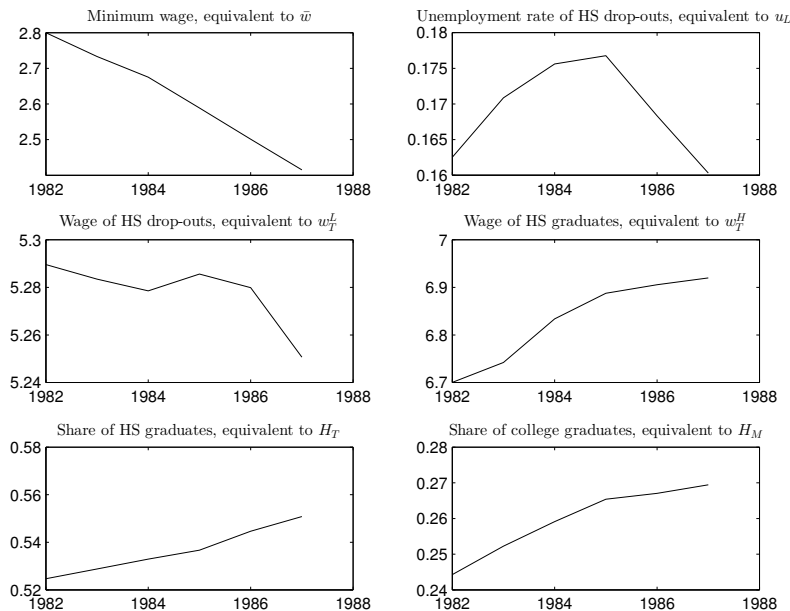 Minimum wage, equivalent to w̄
2.8
2.7
2.6
2.5
1982 1984 1986 1988
Unemployment rate of HS drop-outs, equivalent to u_L
0.18
0.175
0.17
0.165
0.16
1982 1984 1986 1988
Wage of HS drop-outs, equivalent to w_T^L
5.3
5.28
5.26
5.24
1982 1984 1986 1988
Wage of HS graduates, equivalent to w_T^H
7
6.9
6.8
6.7
1982 1984 1986 1988
Share of HS graduates, equivalent to H_T
0.58
0.56
0.54
0.52
1982 1984 1986 1988
Share of college graduates, equivalent to H_M
0.28
0.27
0.26
0.25
0.24
1982 1984 1986 1988